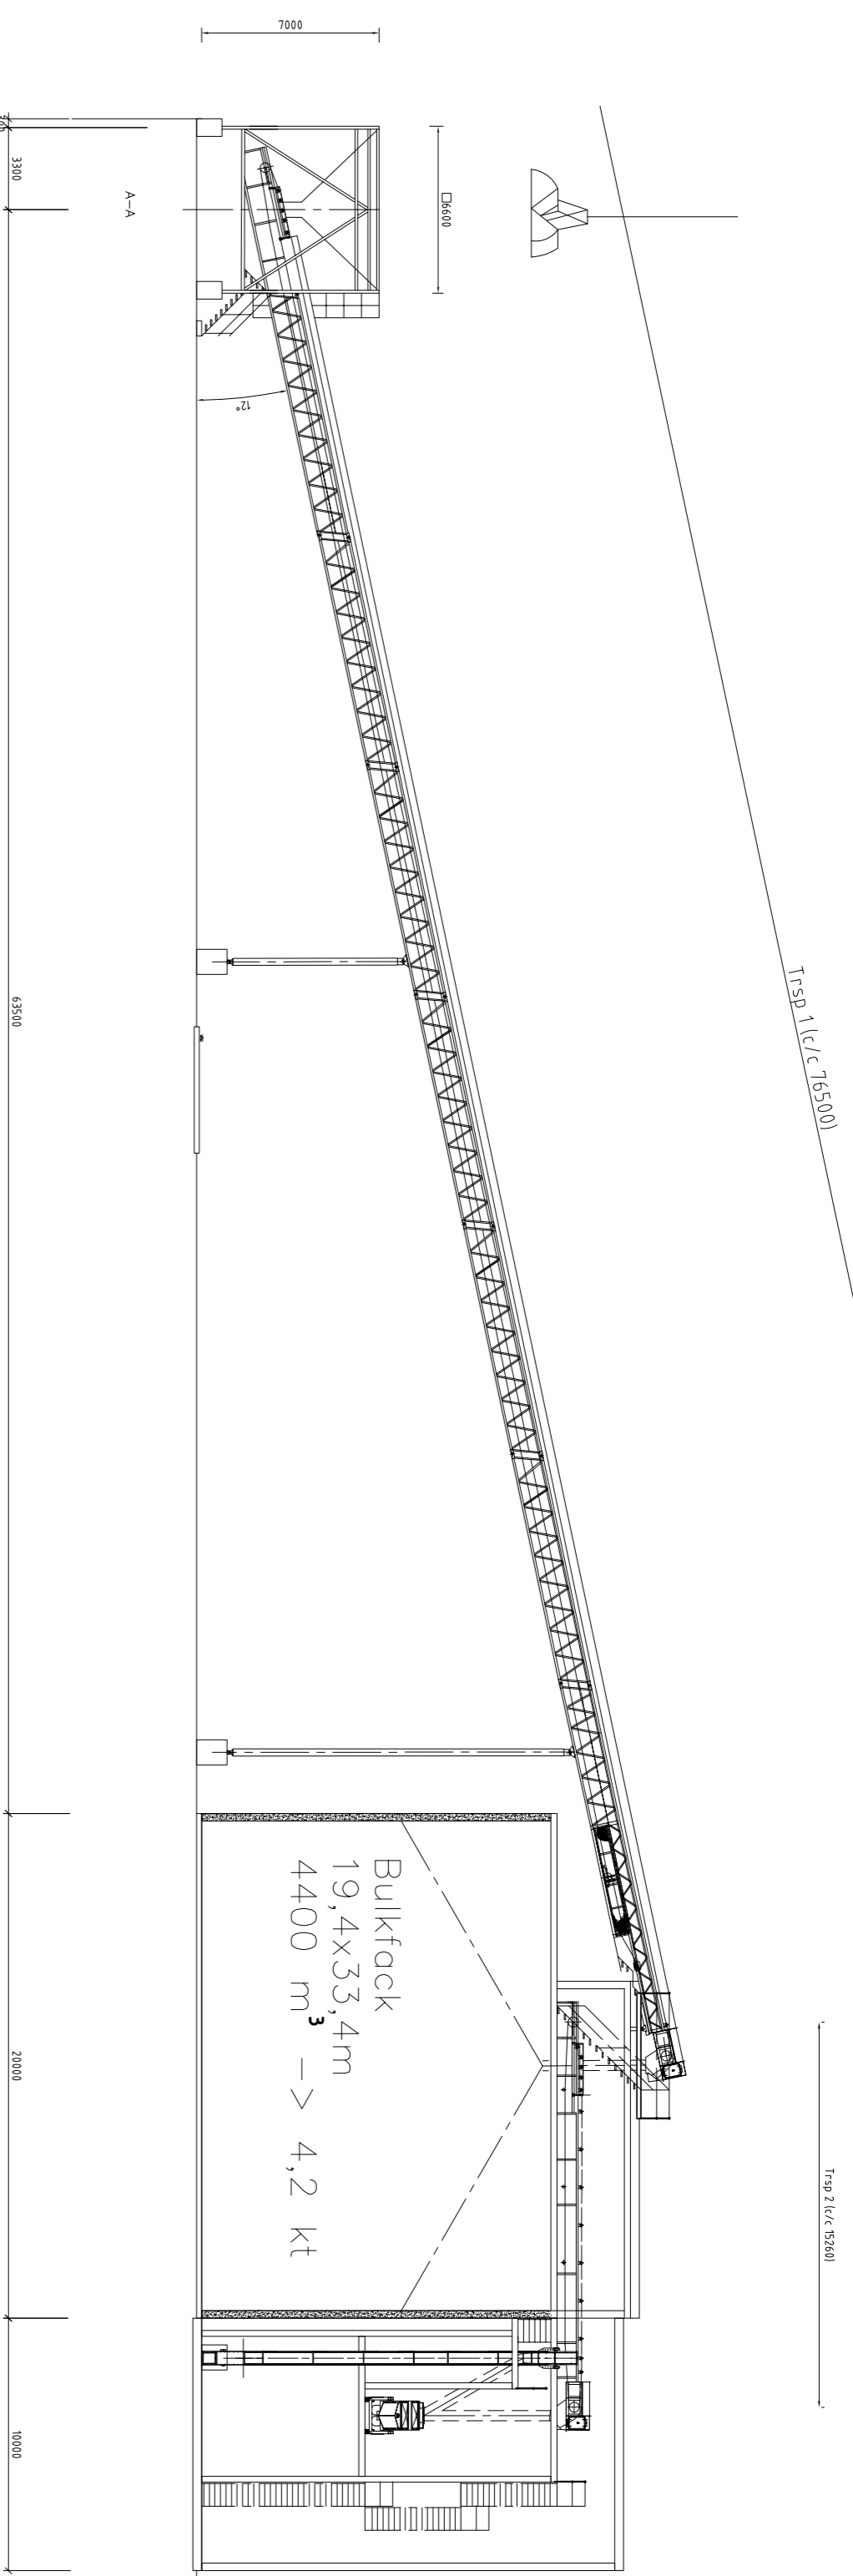 7000
3300
A-A
□6600
12°
Trsp 1 (c/c 76500)
63500
Bulkfack
19,4x33,4m
4400 m³ -> 4,2 kt
Trsp 2 (c/c 15260)
20000
10000